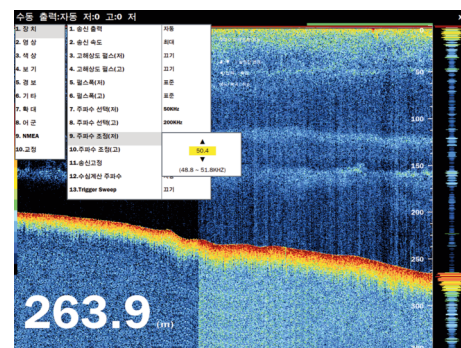 수동 출력:자동 저:0 고:0 저
1. 장 치
2. 영 상
3. 색 상
4. 보 기
5. 경 보
6. 기 타
7. 확 대
8. 어 군
9. NMEA
10.고정
1. 송신 출력 자동
2. 송신 속도 최대
3. 고해상도 펄스(저) 끄기
4. 고해상도 펄스(고) 끄기
5. 펄스폭(저) 표준
6. 펄스폭(고) 표준
7. 주파수 선택(저) 50KHz
8. 주파수 선택(고) 200KHz
9. 주파수 조정(저)
10.주파수 조정(고)
11.송신고정
12.수심계산 주파수
13.Trigger Sweep 끄기
▲
50.4
▼
(48.8 ~ 51.8KHZ)
50
100
150
200
250
300
263.9 (m)